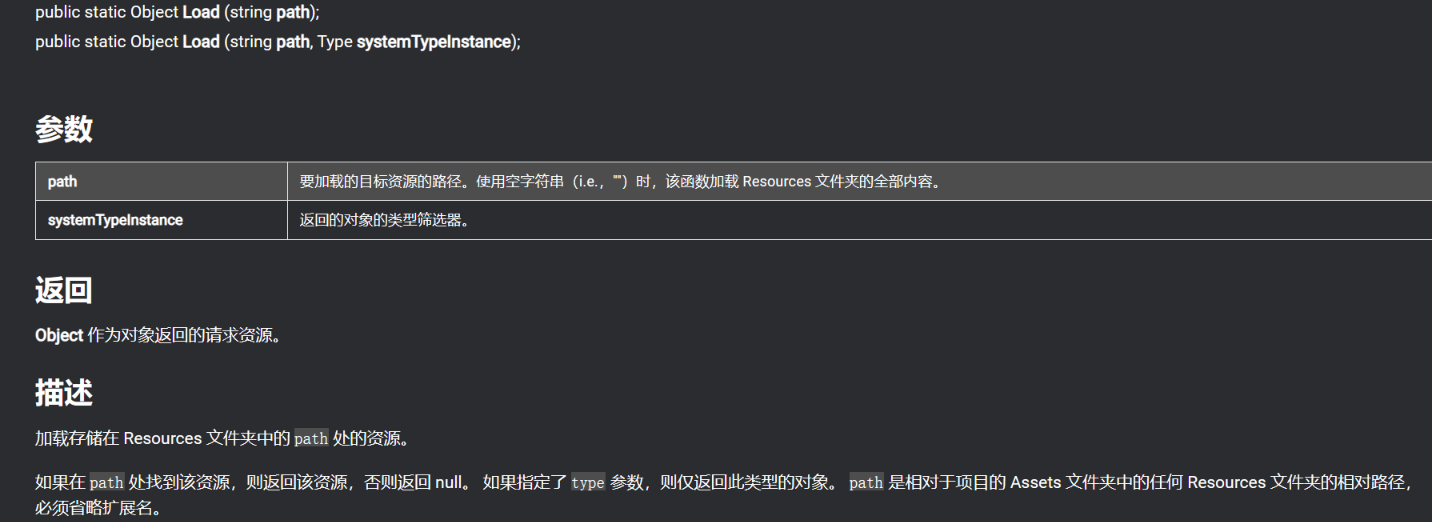 public static Object Load (string path);
public static Object Load (string path, Type systemTypeInstance);
参数
path 要加载的目标资源的路径。使用空字符串（i.e.，""）时，该函数加载 Resources 文件夹的全部内容。
systemTypeInstance 返回的对象的类型筛选器。
返回
Object 作为对象返回的请求资源。
描述
加载存储在 Resources 文件夹中的 path 处的资源。
如果在 path 处找到该资源，则返回该资源，否则返回 null。 如果指定了 type 参数，则仅返回此类型的对象。 path 是相对于项目的 Assets 文件夹中的任何 Resources 文件夹的相对路径，
必须省略扩展名。